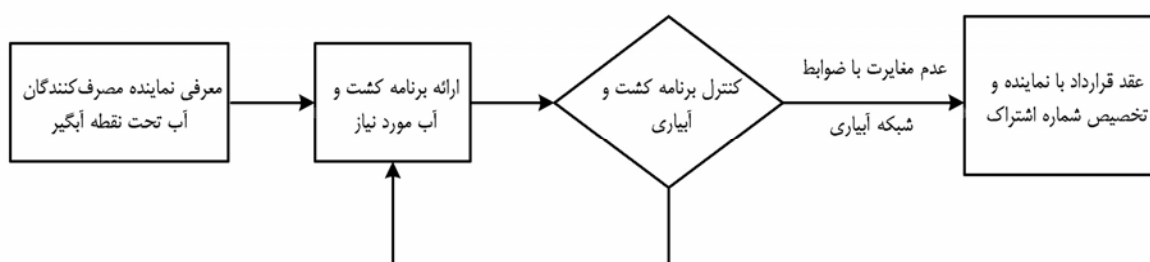 معرفی نماینده مصرف‌کنندگان
آب تحت نقطه آبگیر
ارائه برنامه کشت و
آب مورد نیاز
کنترل برنامه کشت و
آبیاری
عدم مغایرت با ضوابط
شبکه آبیاری
عقد قرارداد با نماینده و
تخصیص شماره اشتراک